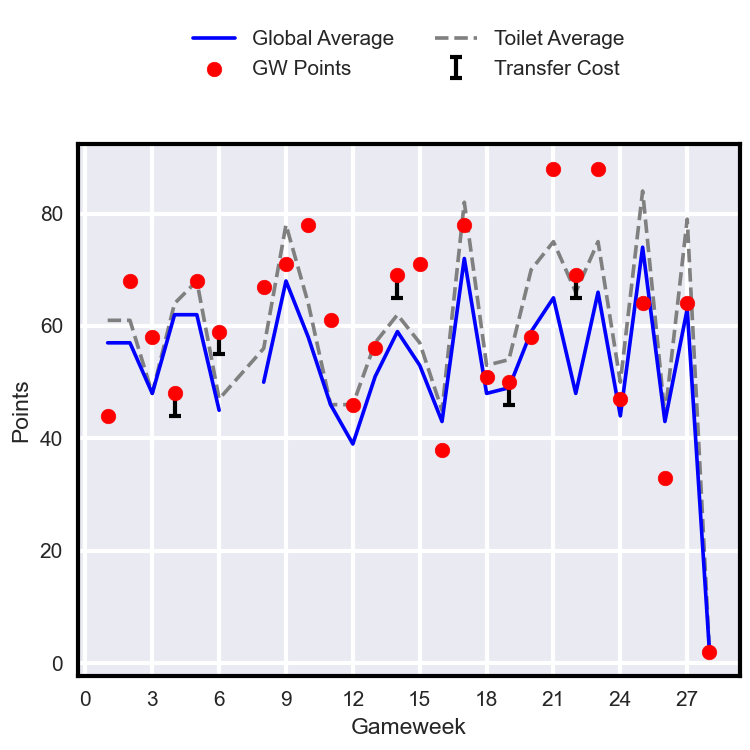 Global Average Toilet Average
GW Points Transfer Cost
80
60
40
20
0
Points
0 3 6 9 12 15 18 21 24 27
Gameweek